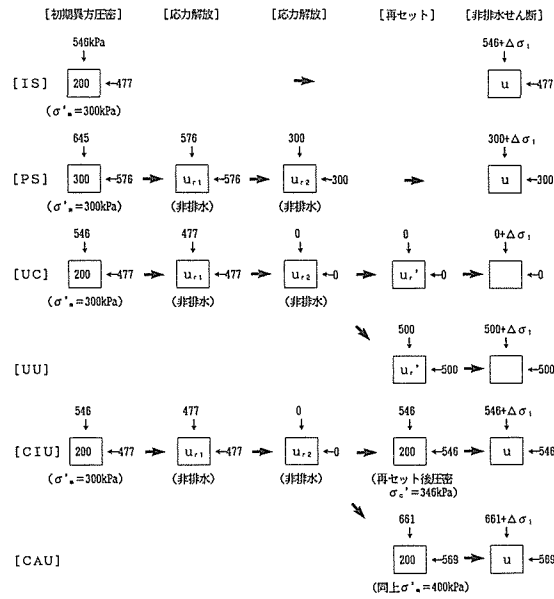 [初期異方圧密] [応力解放] [応力解放] [再セット] [非排水せん断]
546kPa 546+Δσ₁
↓ ↓
[IS] 200 ←477 → u ←477
(σ'ₘ=300kPa)
645 576 300 300+Δσ₁
↓ ↓ ↓ ↓
[PS] 300 ←576 → uᵣ₁ ←576 → uᵣ₂ ←300 → u ←300
(σ'ₘ=300kPa) (非排水) (非排水)
546 477 0 0 0+Δσ₁
↓ ↓ ↓ ↓ ↓
[UC] 200 ←477 → uᵣ₁ ←477 → uᵣ₂ ←0 → uᵣ' ←0 → ←0
(σ'ₘ=300kPa) (非排水) (非排水)
500 500+Δσ₁
↓ ↓
[UU] uᵣ' ←500 → ←500
546 477 0 546 546+Δσ₁
↓ ↓ ↓ ↓ ↓
[CIU] 200 ←477 → uᵣ₁ ←477 → uᵣ₂ ←0 → 200 ←546 → u ←546
(σ'ₘ=300kPa) (非排水) (非排水) (再セット後圧密
σ꜀'=346kPa)
661 661+Δσ₁
↓ ↓
[CAU] 200 ←569 → u ←569
(同上σ'ₘ=400kPa)